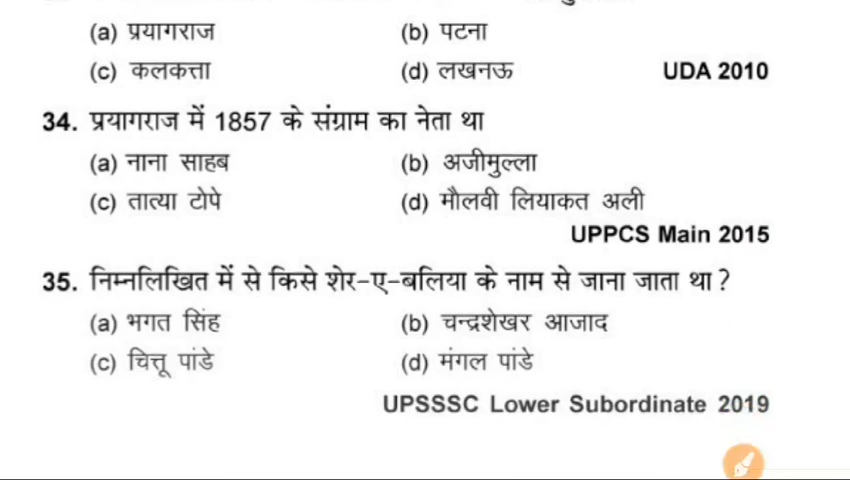 (a) प्रयागराज (b) पटना
(c) कलकत्ता (d) लखनऊ UDA 2010
34. प्रयागराज में 1857 के संग्राम का नेता था
(a) नाना साहब (b) अजीमुल्ला
(c) तात्या टोपे (d) मौलवी लियाकत अली
UPPCS Main 2015
35. निम्नलिखित में से किसे शेर-ए-बलिया के नाम से जाना जाता था?
(a) भगत सिंह (b) चन्द्रशेखर आजाद
(c) चित्तू पांडे (d) मंगल पांडे
UPSSSC Lower Subordinate 2019